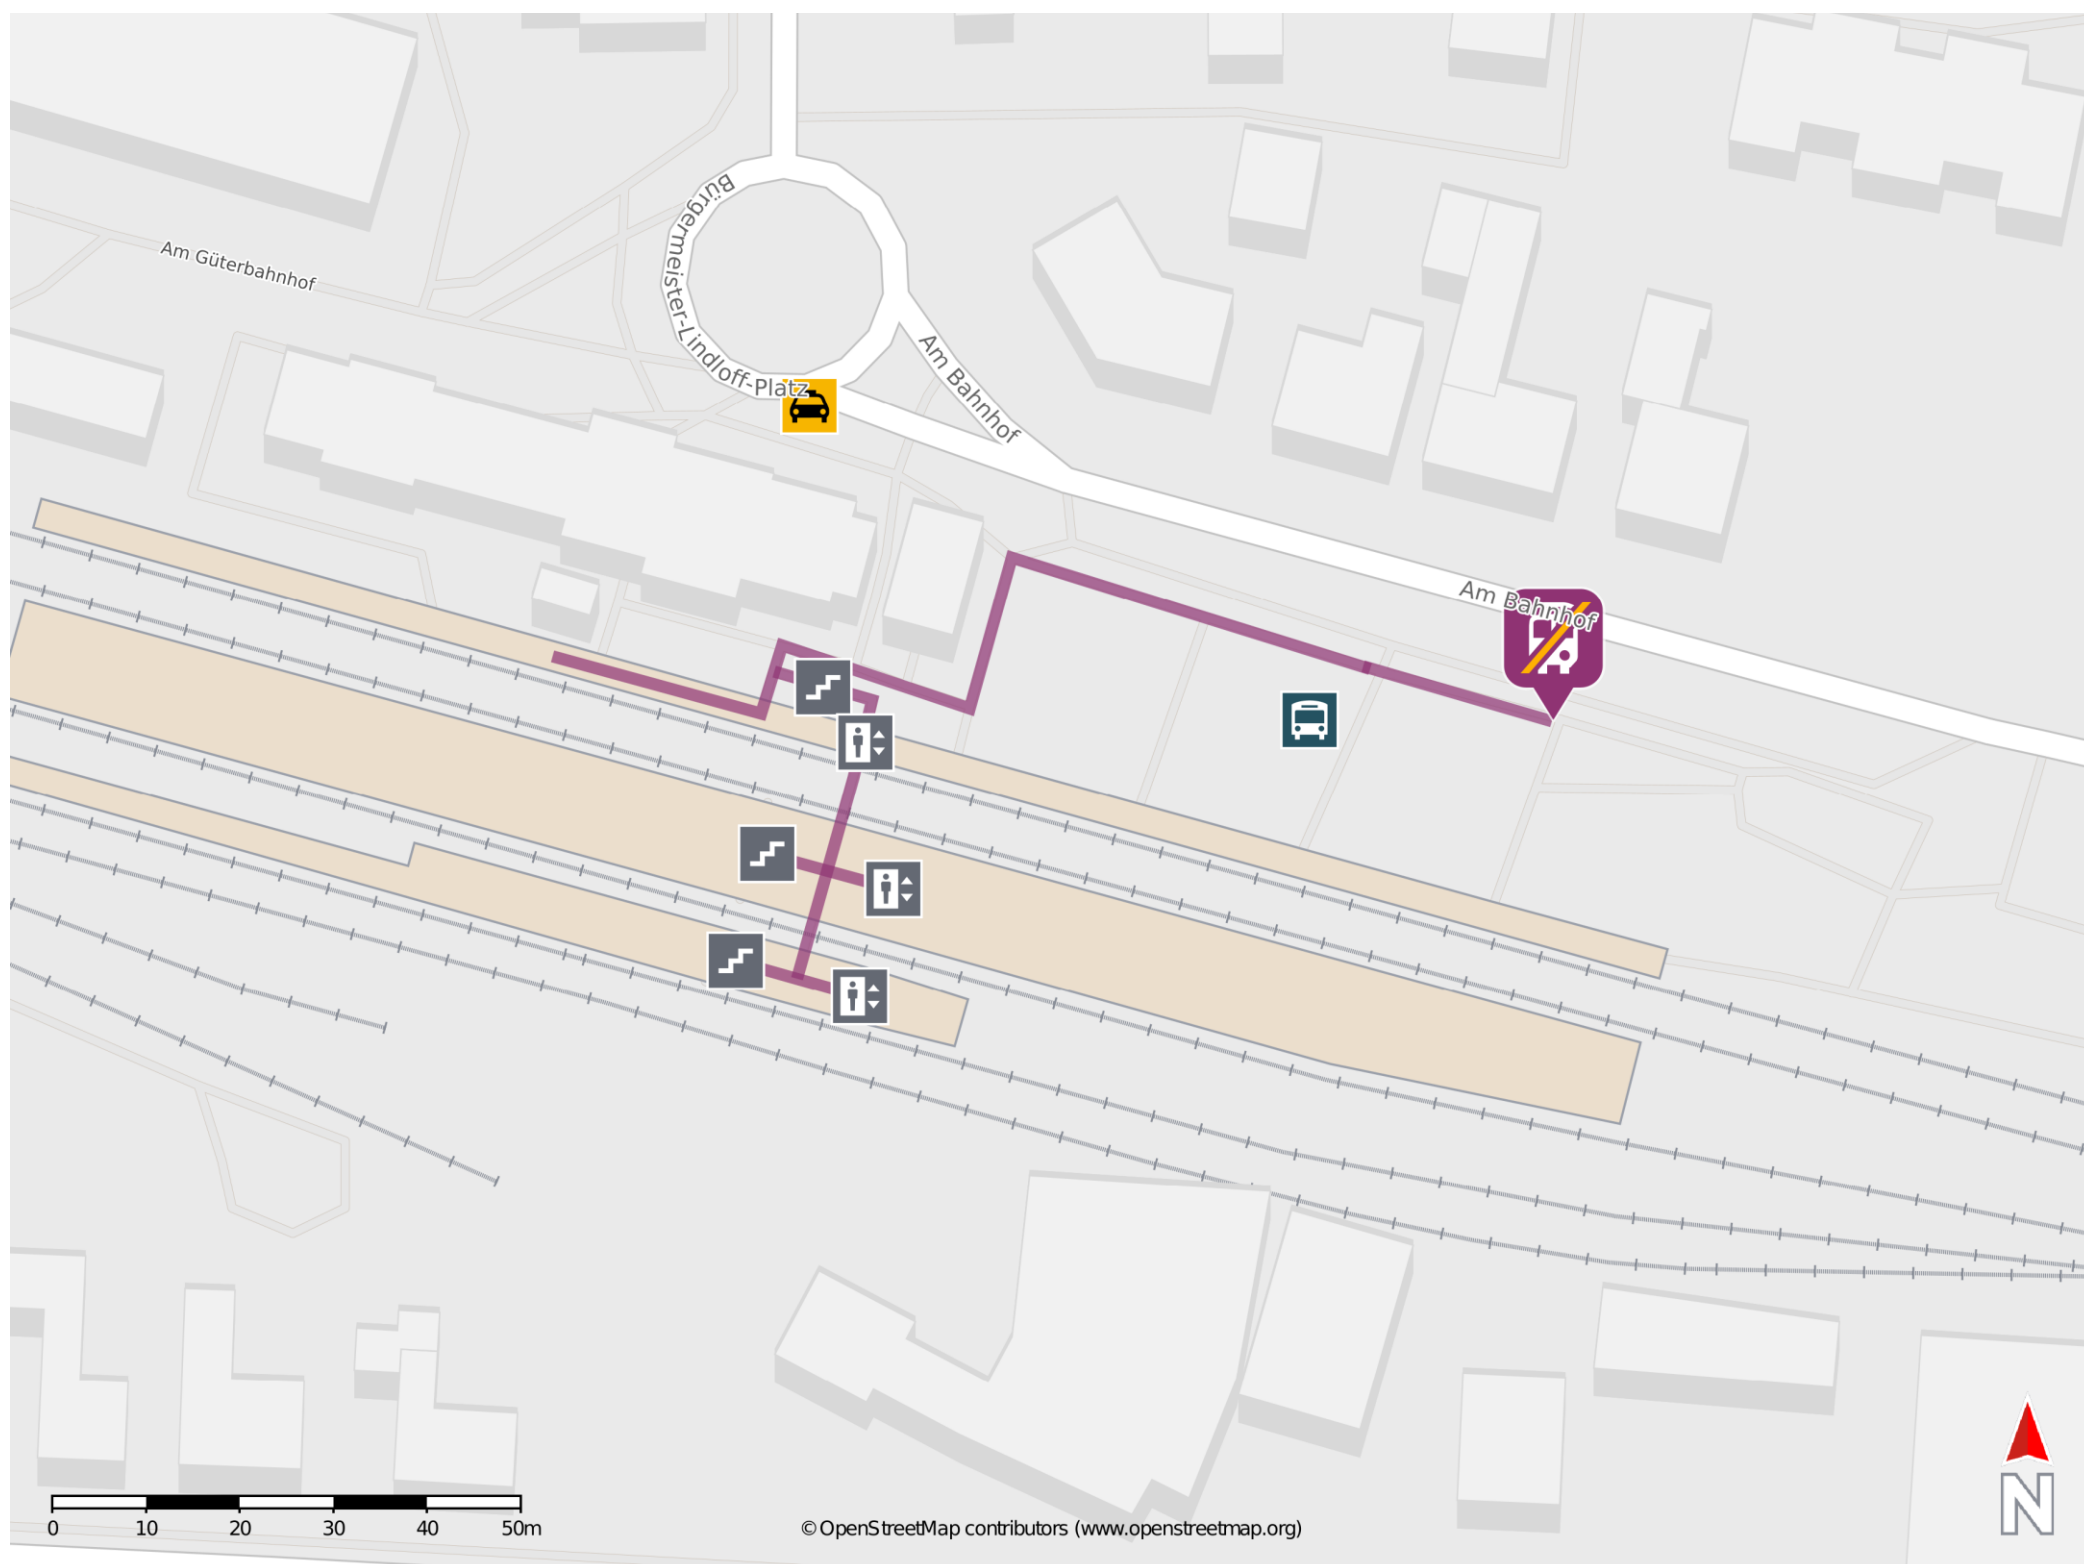 Bürgermeister-Lindloff-Platz
Am Güterbahnhof
Am Bahnhof
Am Bahnhof
0 10 20 30 40 50m
© OpenStreetMap contributors (www.openstreetmap.org)
N